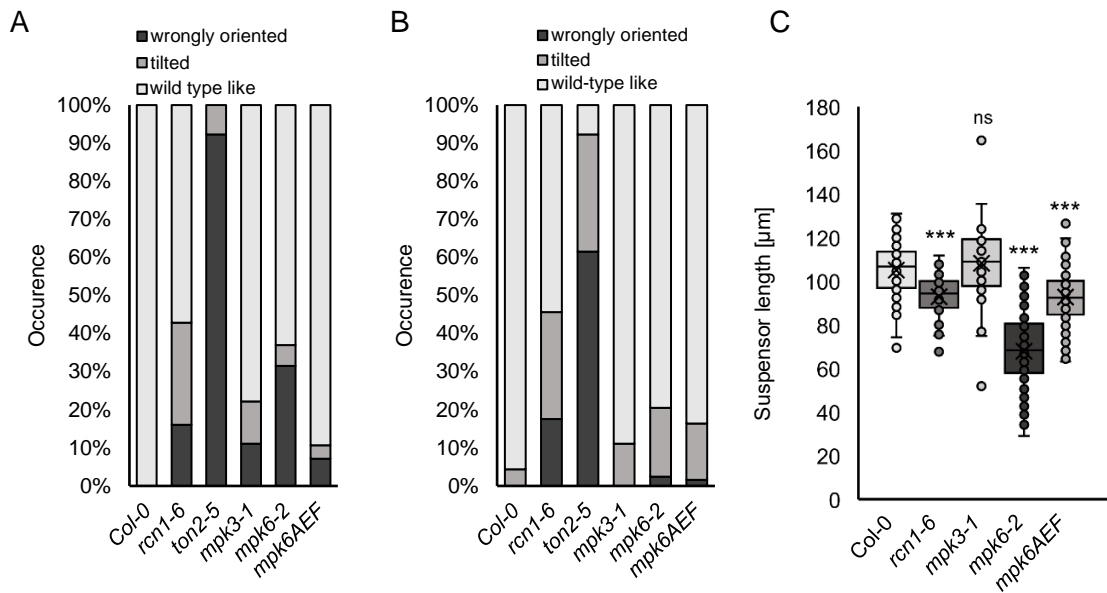 A
wrongly oriented
tilted
wild type like
100%
90%
80%
70%
60%
50%
40%
30%
20%
10%
0%
Occurence
Col-0
rcn1-6
ton2-5
mpk3-1
mpk6-2
mpk6AEF
B
wrongly oriented
tilted
wild-type like
100%
90%
80%
70%
60%
50%
40%
30%
20%
10%
0%
Occurence
Col-0
rcn1-6
ton2-5
mpk3-1
mpk6-2
mpk6AEF
C
180
160
140
120
100
80
60
40
20
0
Suspensor length [µm]
***
ns
***
***
Col-0
rcn1-6
mpk3-1
mpk6-2
mpk6AEF